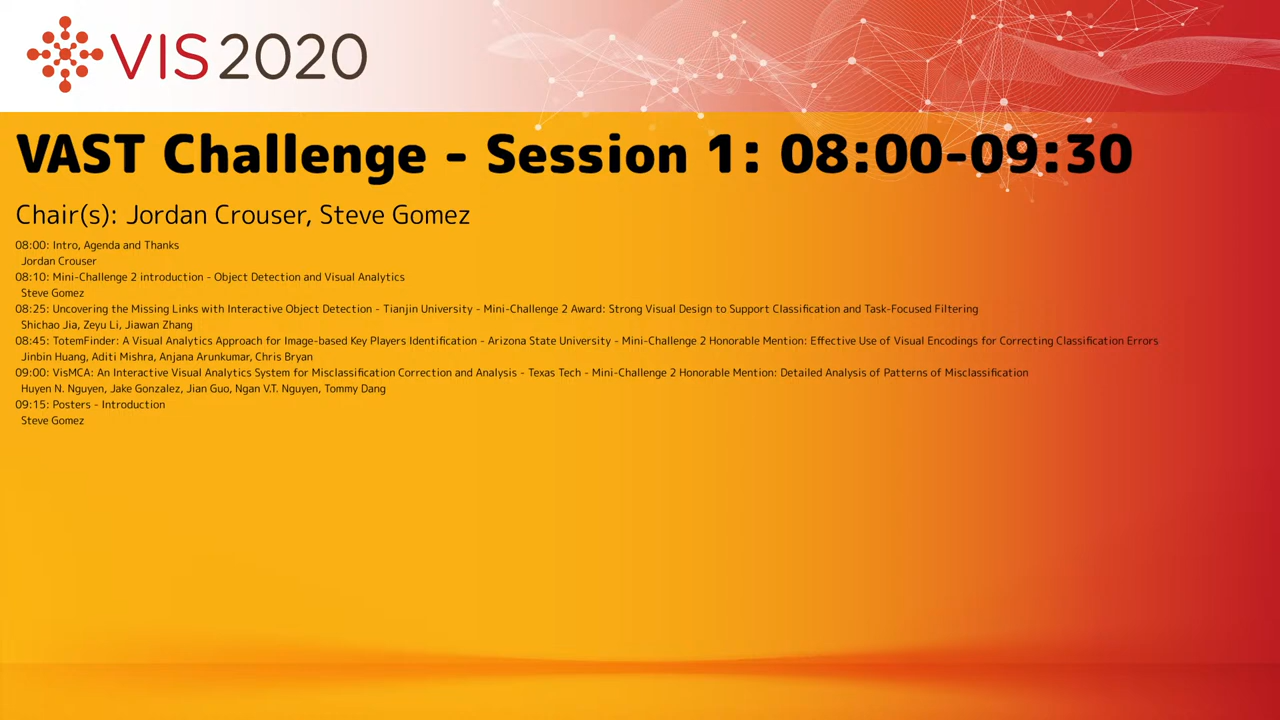 VIS2020
VAST Challenge - Session 1: 08:00-09:30
Chair(s): Jordan Crouser, Steve Gomez
08:00: Intro, Agenda and Thanks
Jordan Crouser
08:10: Mini-Challenge 2 introduction - Object Detection and Visual Analytics
Steve Gomez
08:25: Uncovering the Missing Links with Interactive Object Detection - Tianjin University - Mini-Challenge 2 Award: Strong Visual Design to Support Classification and Task-Focused Filtering
Shichao Jia, Zeyu Li, Jiawan Zhang
08:45: TotemFinder: A Visual Analytics Approach for Image-based Key Players Identification - Arizona State University - Mini-Challenge 2 Honorable Mention: Effective Use of Visual Encodings for Correcting Classification Errors
Jinbin Huang, Aditi Mishra, Anjana Arunkumar, Chris Bryan
09:00: VisMCA: An Interactive Visual Analytics System for Misclassification Correction and Analysis - Texas Tech - Mini-Challenge 2 Honorable Mention: Detailed Analysis of Patterns of Misclassification
Huyen N. Nguyen, Jake Gonzalez, Jian Guo, Ngan V.T. Nguyen, Tommy Dang
09:15: Posters - Introduction
Steve Gomez